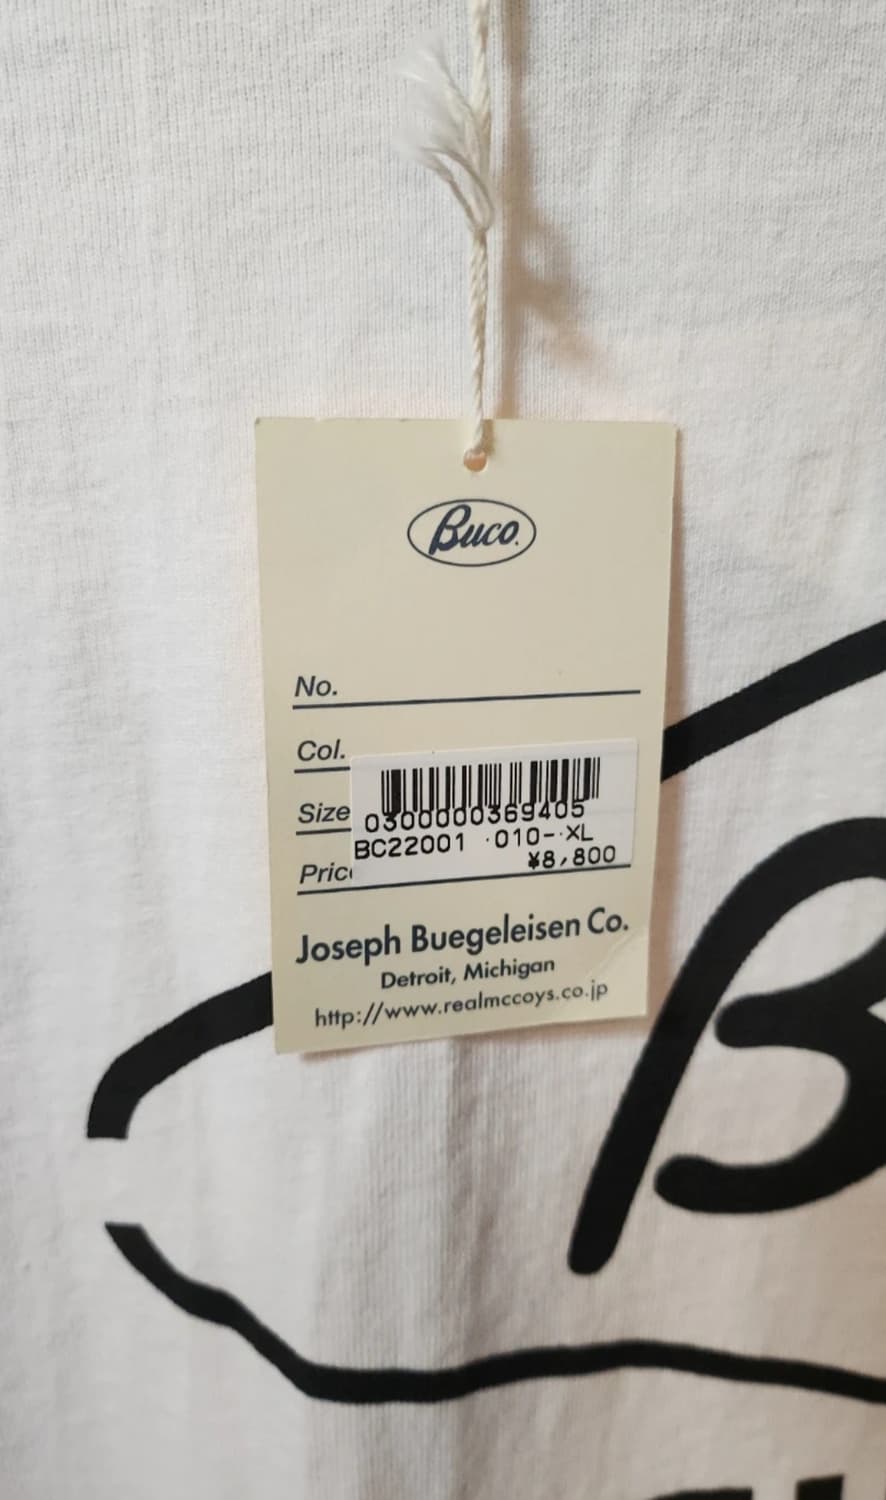 Buco.
No.
Col.
Size
0300000369405
BC22001 ·010-·XL
Pric
¥8,800
Joseph Buegeleisen Co.
Detroit, Michigan
http://www.realmccoys.co.jp
B